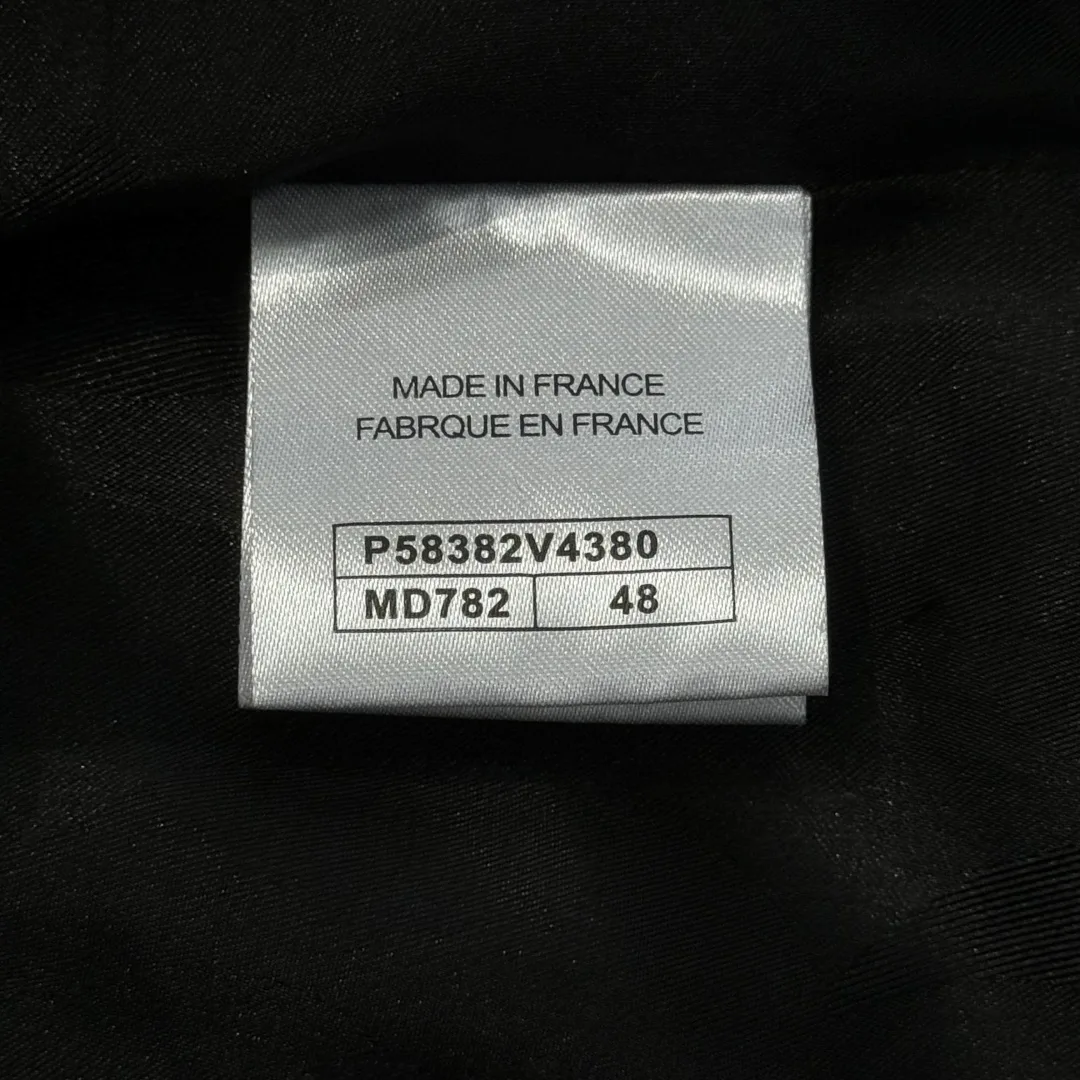 MADE IN FRANCE
FABRQUE EN FRANCE
P58382V4380
MD782 48